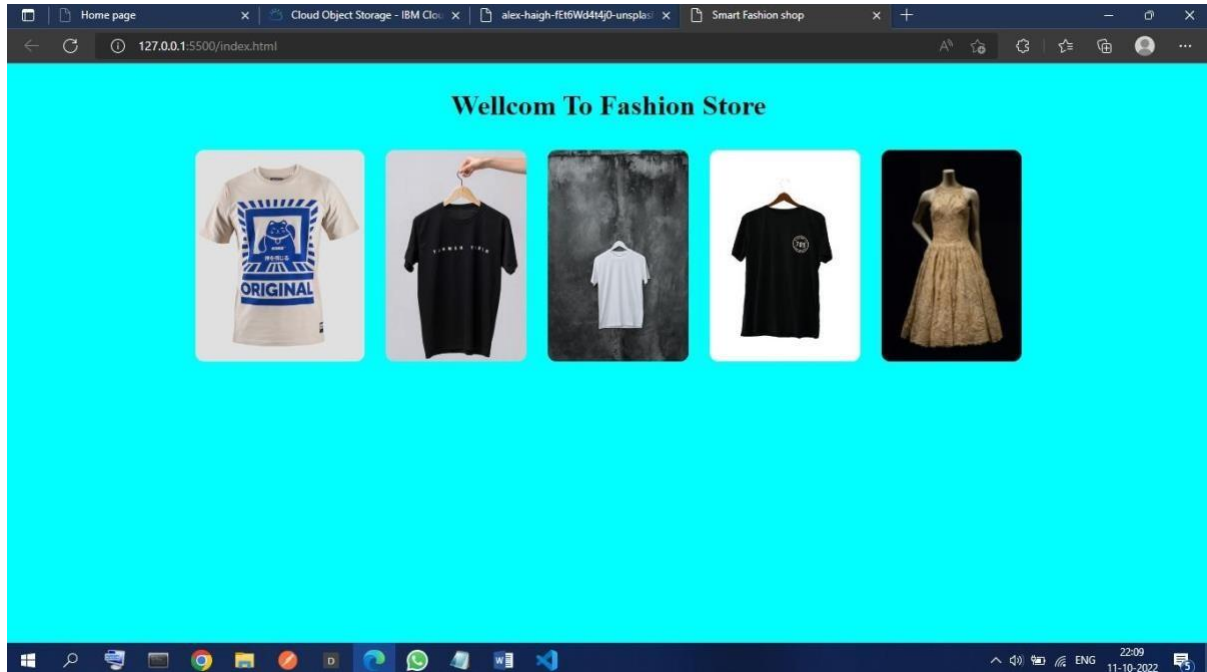 Home page
Cloud Object Storage - IBM Clou
alex-haigh-fEt6Wd4t4j0-unsplas
Smart Fashion shop
127.0.0.1:5500/index.html
Wellcom To Fashion Store
ORIGINAL
ENG
22:09
11-10-2022